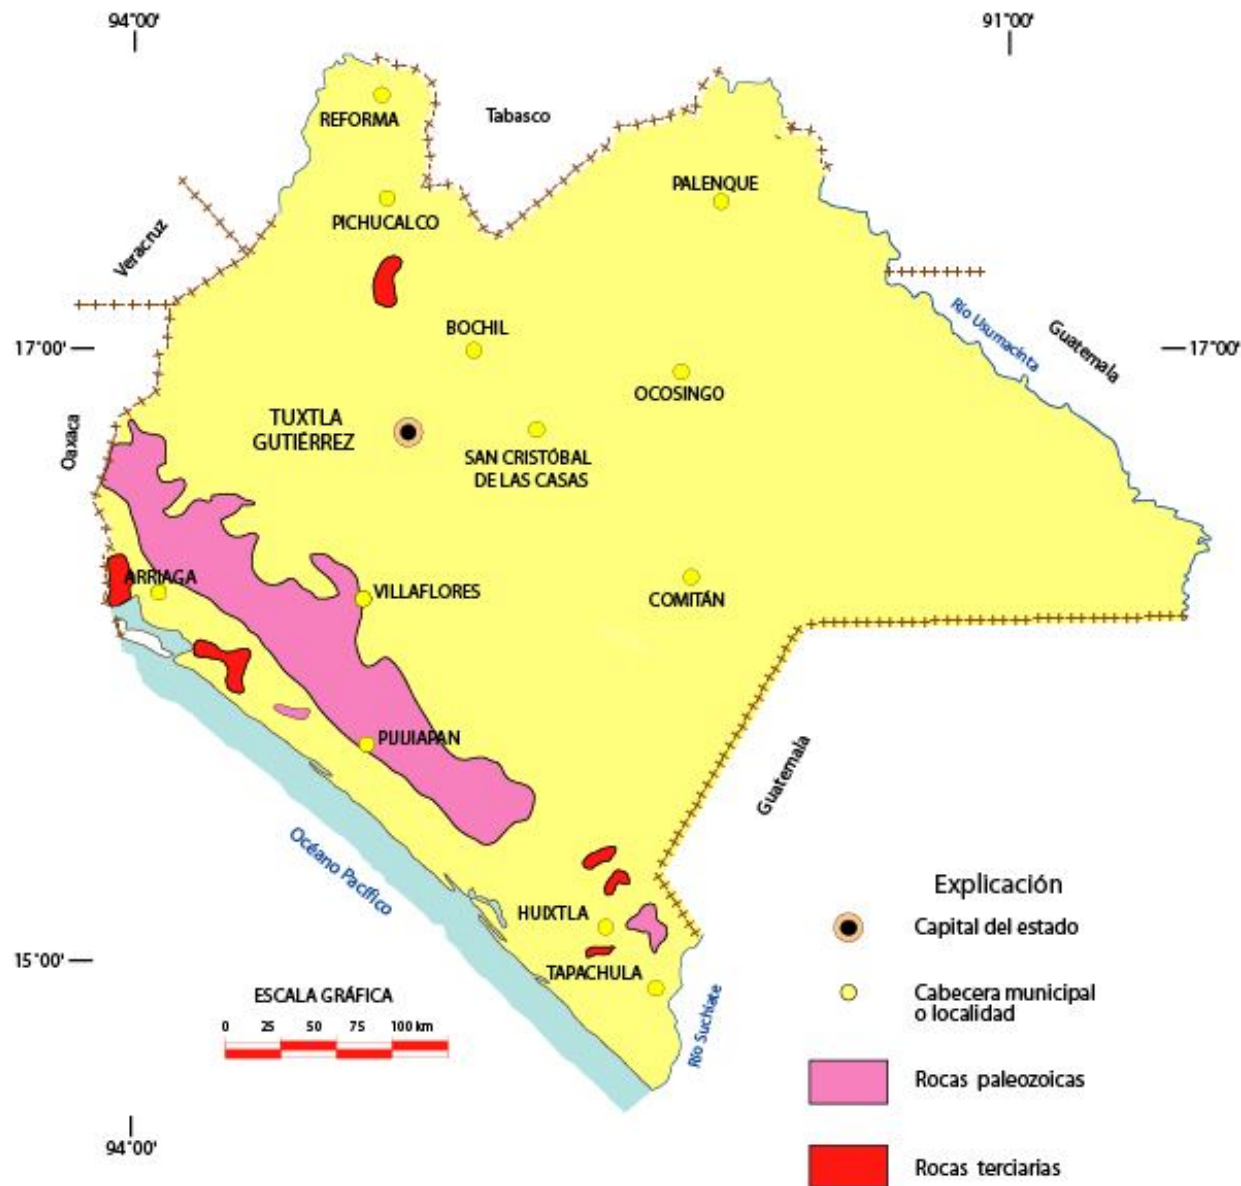 94°00'
91°00'
REFORMA
Tabasco
PICHUCALCO
PALENQUE
Veracruz
BOCHIL
Río Usumacinta
Guatemala
17°00'
17°00'
OCOSINGO
Oaxaca
TUXTLA
GUTIÉRREZ
SAN CRISTÓBAL
DE LAS CASAS
ARRIAGA
VILLAFLORES
COMITÁN
PIJIJIAPAN
Guatemala
Océano Pacífico
HUIXTLA
TAPACHULA
15°00'
Río Suchiate
ESCALA GRÁFICA
0 25 50 75 100 km
94°00'
Explicación
Capital del estado
Cabecera municipal
o localidad
Rocas paleozoicas
Rocas terciarias